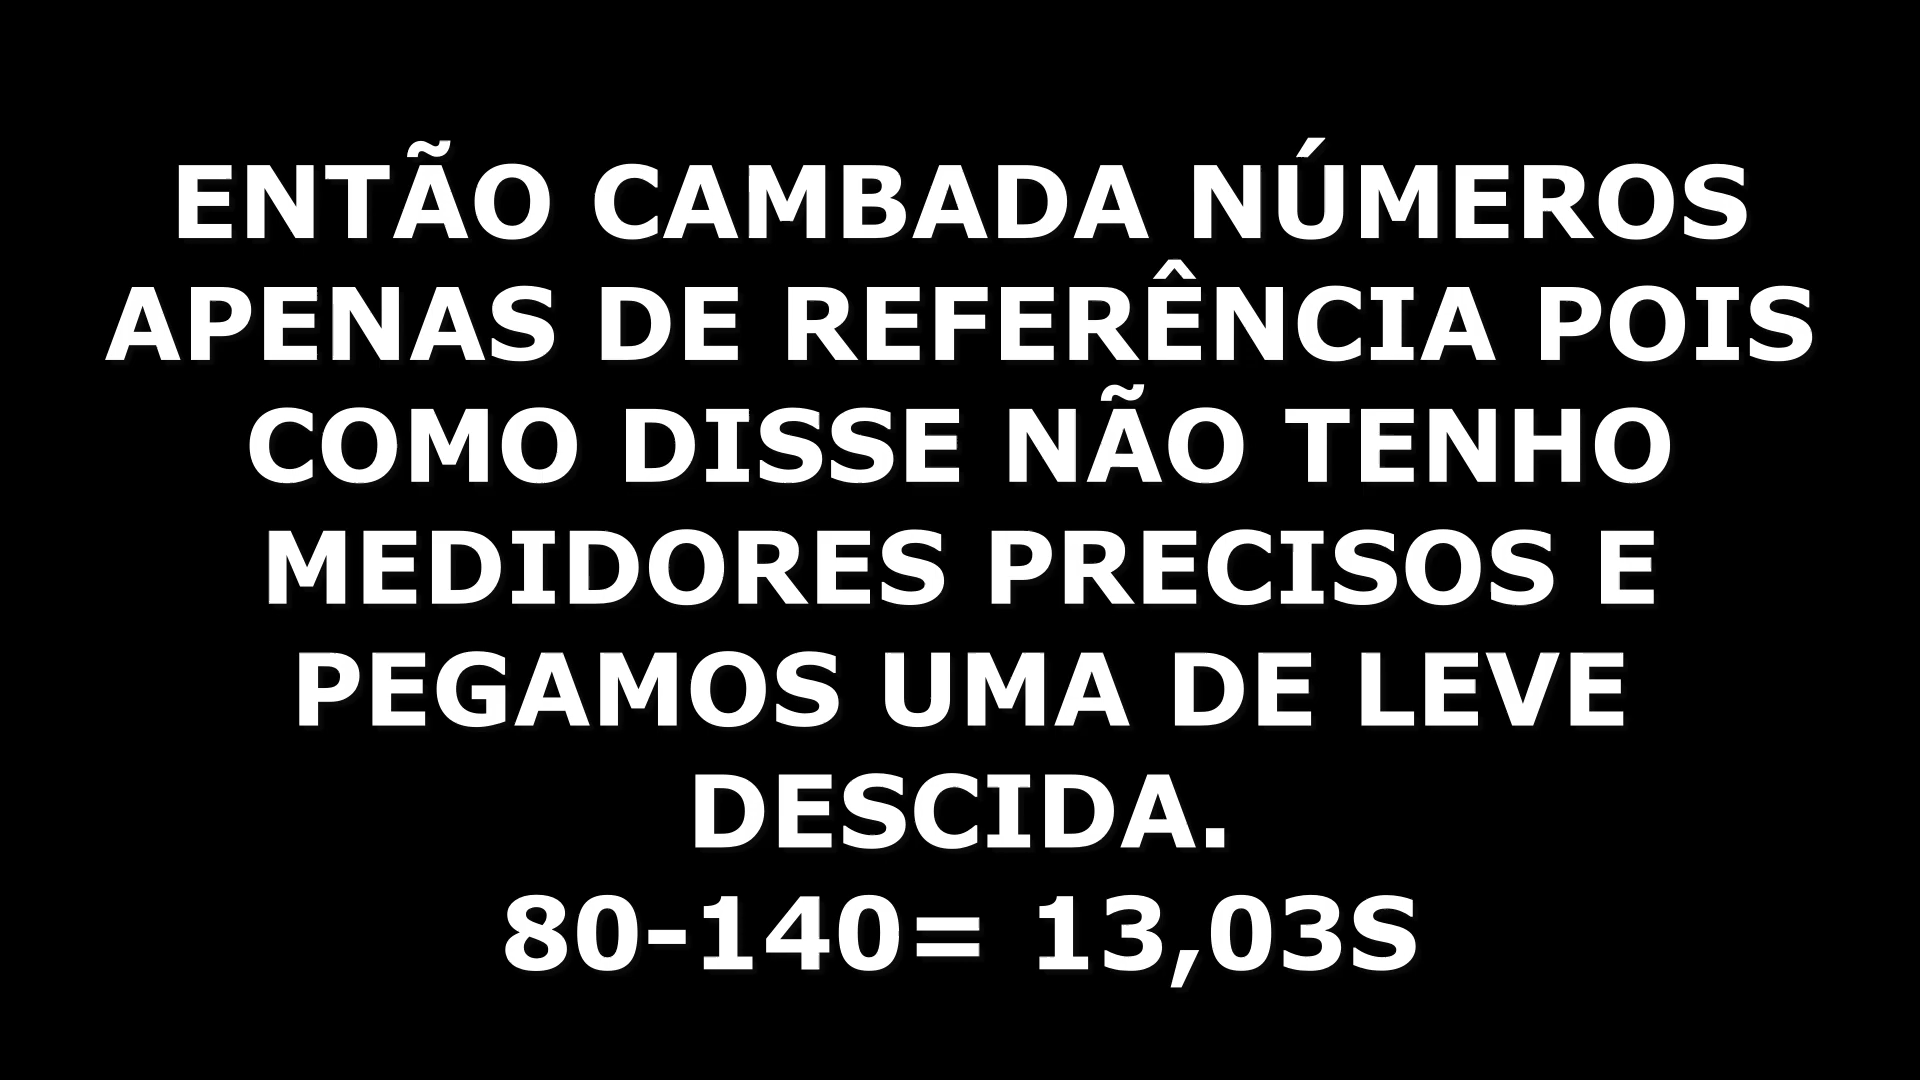 ENTÃO CAMBADA NÚMEROS
APENAS DE REFERÊNCIA POIS
COMO DISSE NÃO TENHO
MEDIDORES PRECISOS E
PEGAMOS UMA DE LEVE
DESCIDA.
80-140= 13,03S